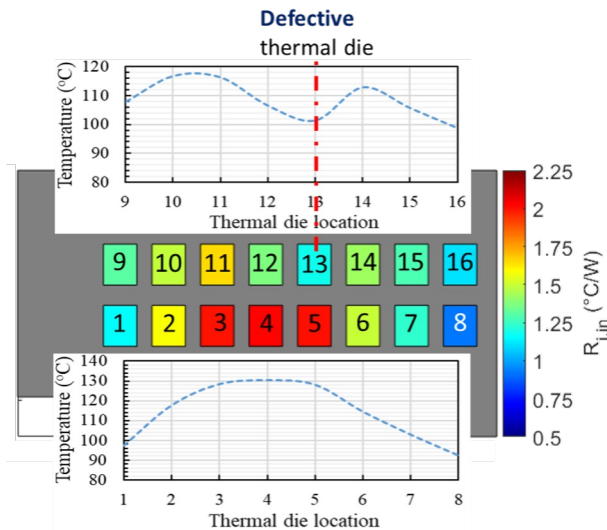 Defective
thermal die
Temperature (°C)
120
110
100
90
80
9 10 11 12 13 14 15 16
Thermal die location
9 10 11 12 13 14 15 16
1 2 3 4 5 6 7 8
Temperature (°C)
140
130
120
110
100
90
80
1 2 3 4 5 6 7 8
Thermal die location
2.25
2
1.75
1.5
1.25
1
0.75
0.5
R_{j,in} (°C/W)